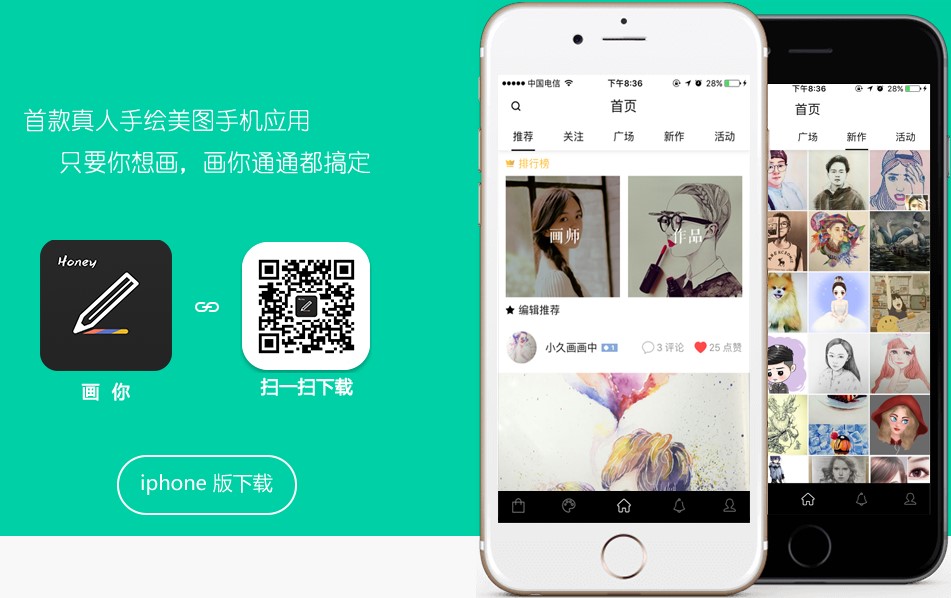 首款真人手绘美图手机应用
只要你想画，画你通通都搞定
Honey
画 你
扫一扫下载
iphone 版下载
中国电信
下午8:36
28%
首页
推荐
关注
广场
新作
活动
排行榜
画师
作品
编辑推荐
小久画画中
1
3 评论
25 点赞
下午8:36
28%
首页
广场
新作
活动